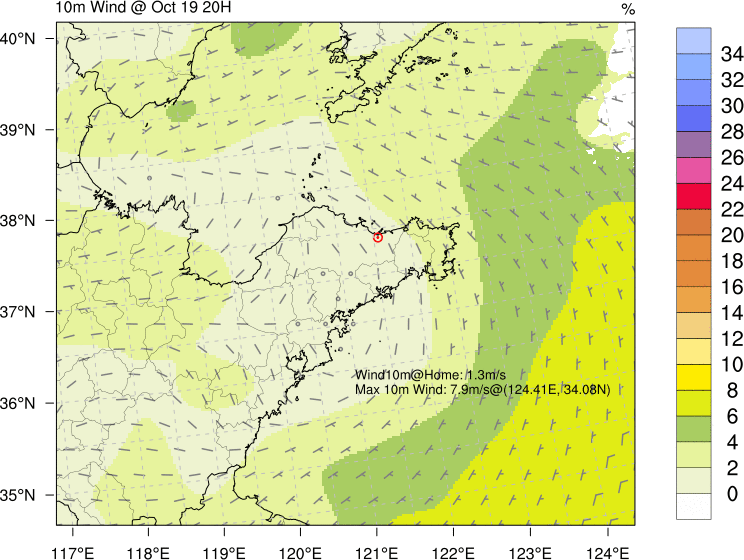 10m Wind @ Oct 19 20H
%
40°N
39°N
38°N
37°N
36°N
35°N
Wind10m@Home: 1.3m/s
Max 10m Wind: 7.9m/s@(124.41E, 34.08N)
117°E 118°E 119°E 120°E 121°E 122°E 123°E 124°E
34
32
30
28
26
24
22
20
18
16
14
12
10
8
6
4
2
0